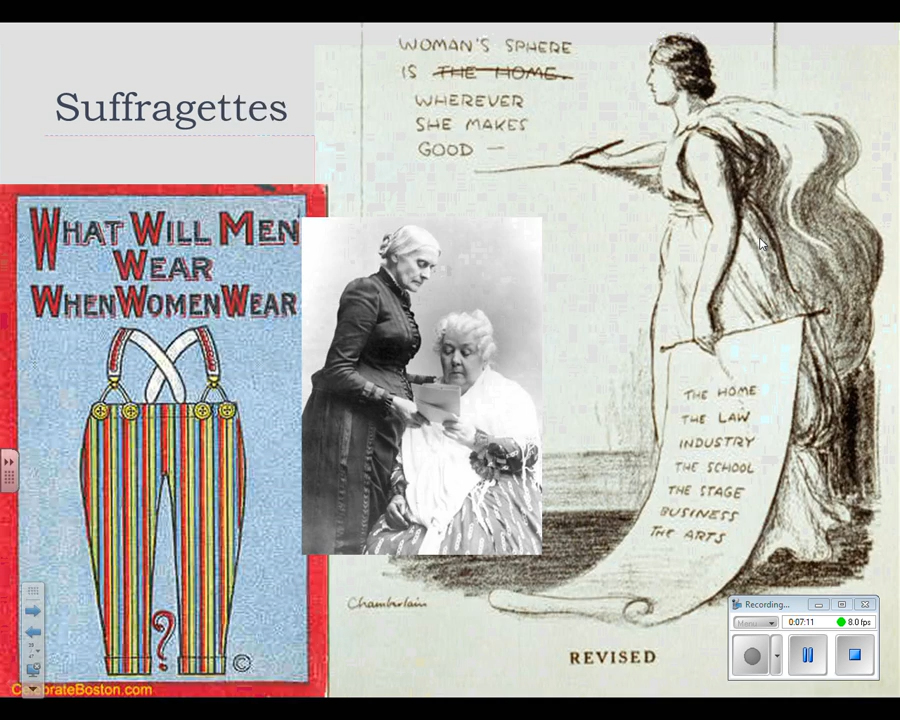 Suffragettes
WOMAN'S SPHERE
IS THE HOME.
WHEREVER
SHE MAKES
GOOD —
WHAT WILL MEN
WEAR
WHEN WOMEN WEAR
?
©
CelebrateBoston.com
THE HOME
THE LAW
INDUSTRY
THE SCHOOL
THE STAGE
BUSINESS
THE ARTS
Chamberlain
REVISED
Recording...
Menu
0:07:11
8.0 fps